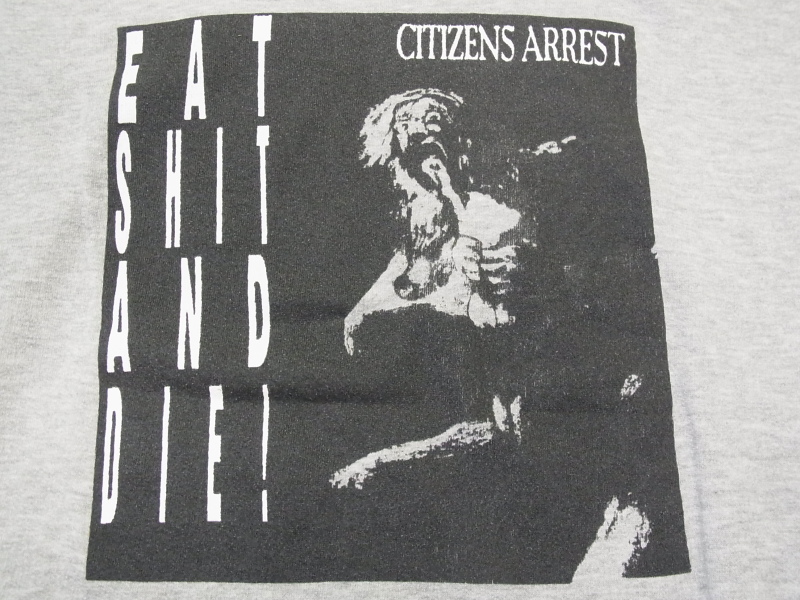 EAT
SHIT
AND
DIE!
CITIZENS ARREST